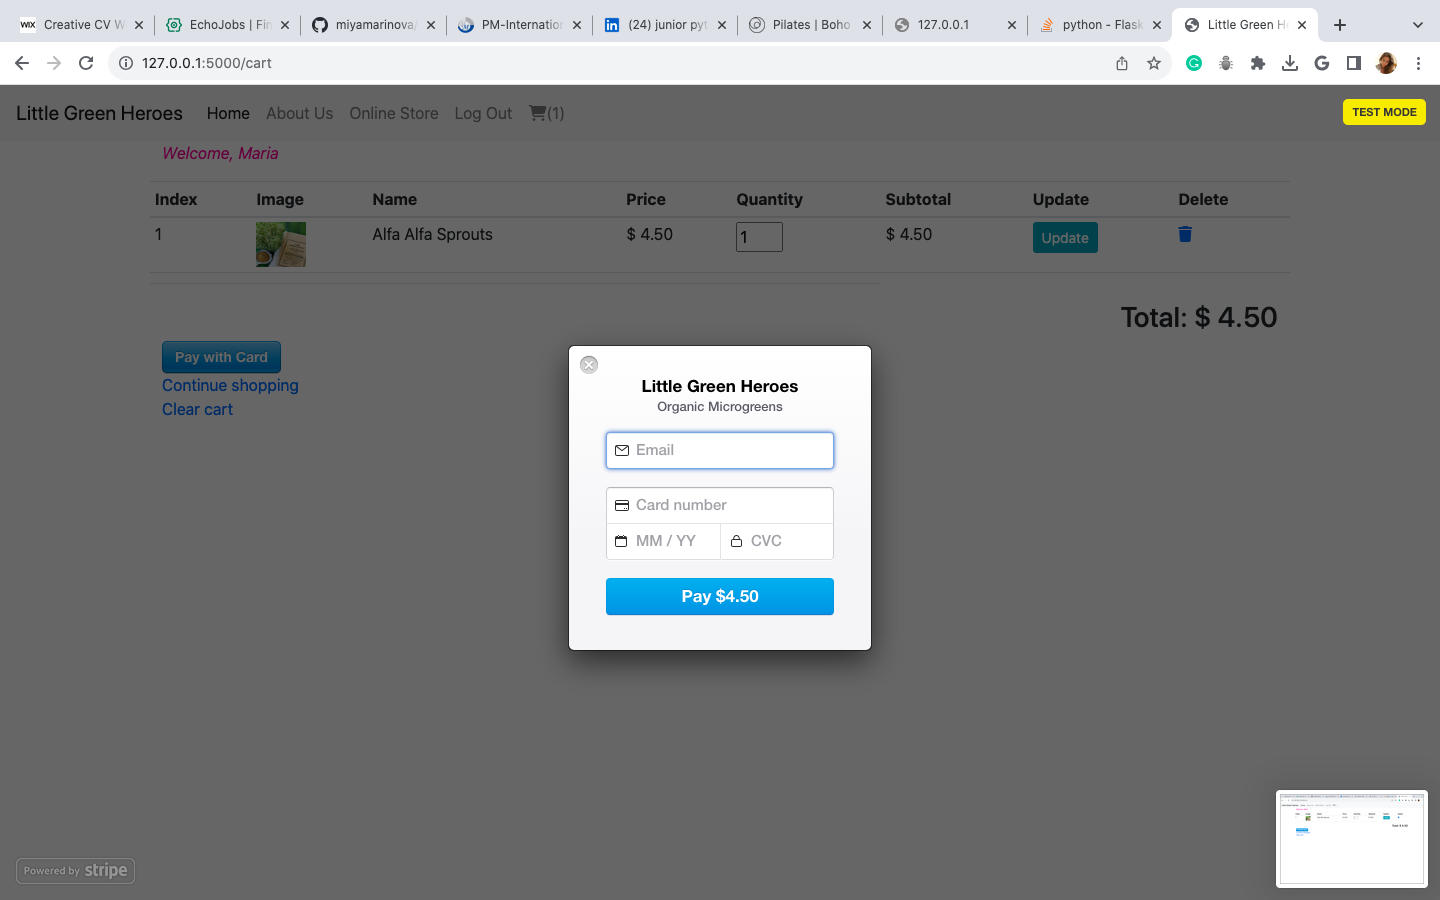 WIX Creative CV W
EchoJobs | Fin
miyamarinova/
PM-Internation
(24) junior pyt
Pilates | Boho
127.0.0.1
python - Flask
Little Green He
127.0.0.1:5000/cart
Little Green Heroes Home About Us Online Store Log Out (1)
TEST MODE
Welcome, Maria
Index Image Name Price Quantity Subtotal Update Delete
1 Alfa Alfa Sprouts $ 4.50 1 $ 4.50 Update
Total: $ 4.50
Pay with Card
Continue shopping
Clear cart
Little Green Heroes
Organic Microgreens
Email
Card number
MM / YY CVC
Pay $4.50
Powered by stripe